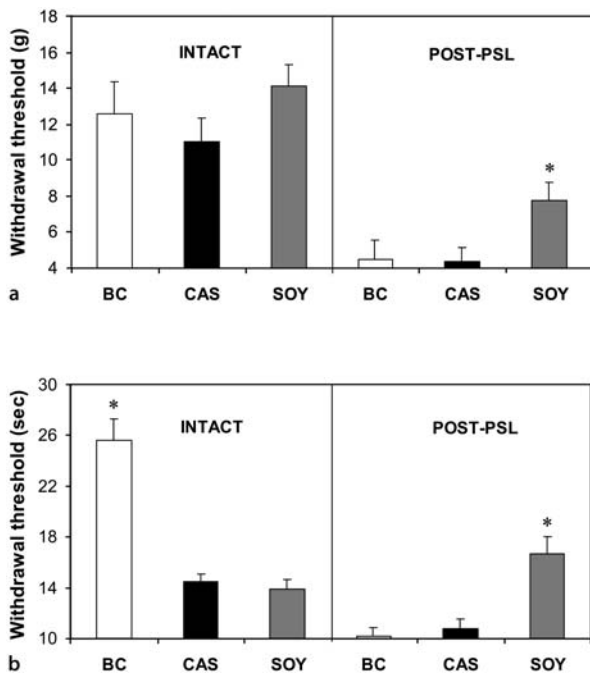 18
16
14
12
10
8
6
4
Withdrawal threshold (g)
INTACT
POST-PSL
*
a
BC CAS SOY BC CAS SOY
30
26
22
18
14
10
Withdrawal threshold (sec)
*
INTACT
POST-PSL
*
b
BC CAS SOY BC CAS SOY